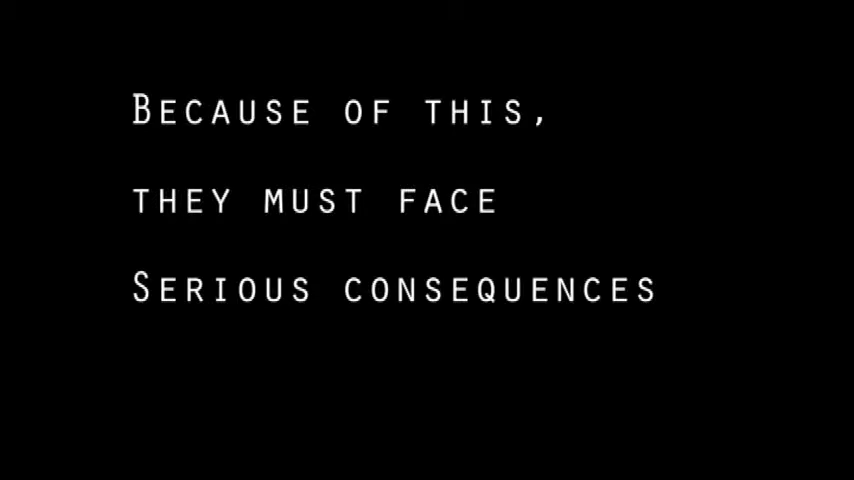 Because of this,
they must face
Serious consequences